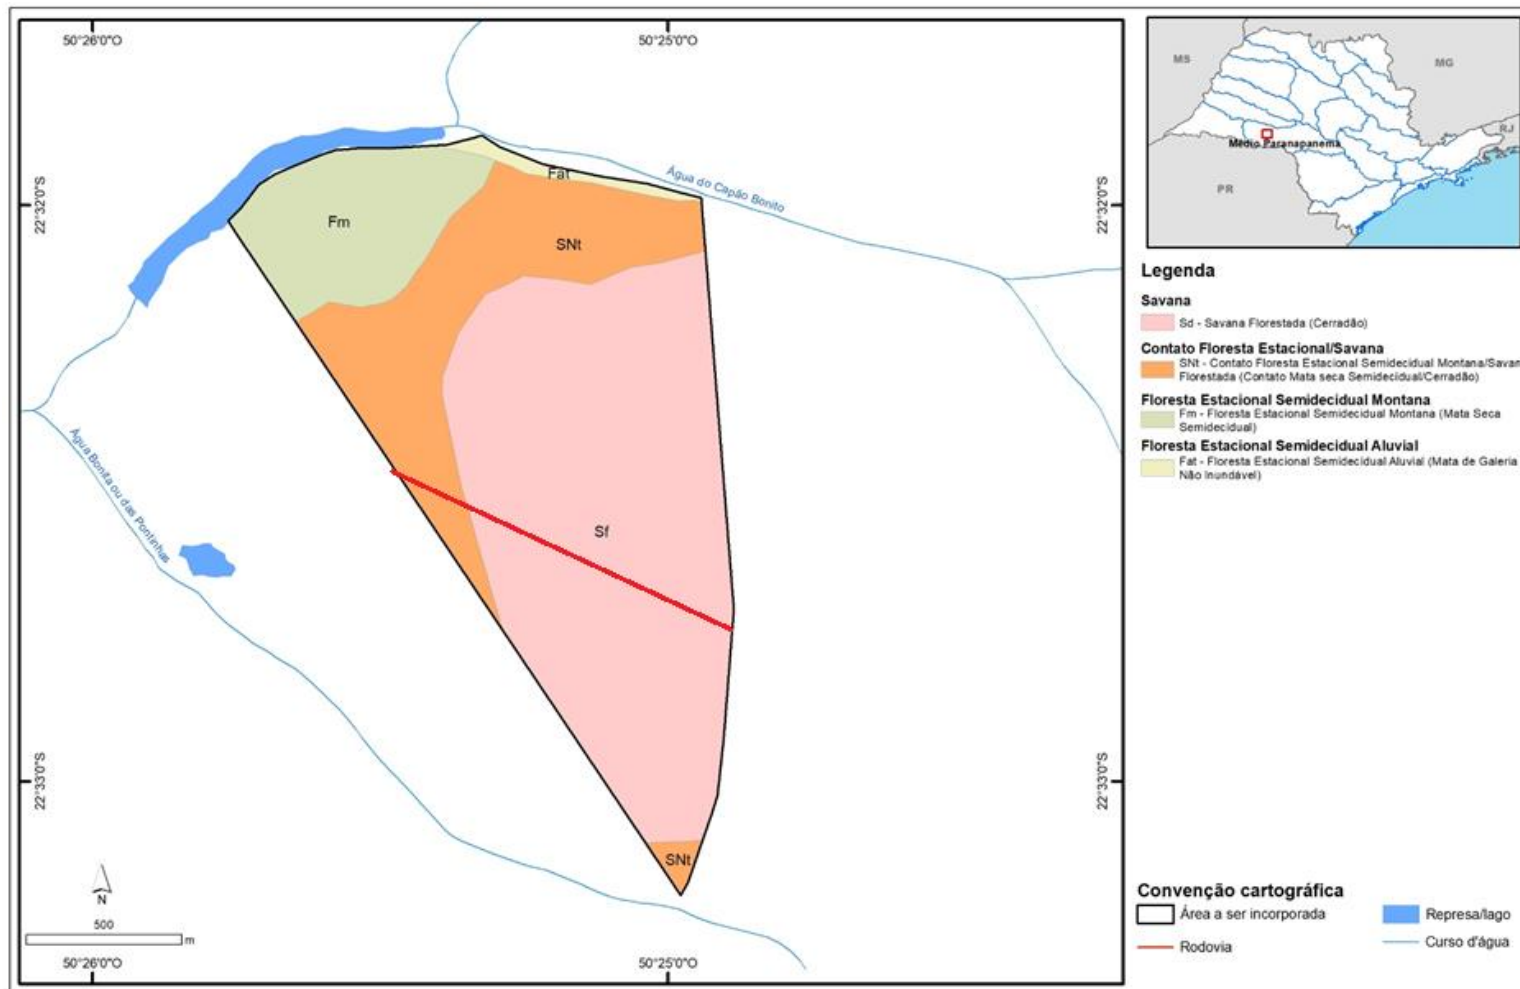 50°26'0"O
50°25'0"O
22°32'0"S
22°32'0"S
Água do Capão Bonito
Fat
Fm
SNt
Água Bonita ou das Pontinhas
Sf
22°33'0"S
22°33'0"S
SNt
N
500
m
50°26'0"O
50°25'0"O
MS
MG
RJ
Médio Paranapanema
PR
Legenda
Savana
Sd - Savana Florestada (Cerradão)
Contato Floresta Estacional/Savana
SNt - Contato Floresta Estacional Semidecidual Montana/Savan
Florestada (Contato Mata seca Semidecidual/Cerradão)
Floresta Estacional Semidecidual Montana
Fm - Floresta Estacional Semidecidual Montana (Mata Seca
Semidecidual)
Floresta Estacional Semidecidual Aluvial
Fat - Floresta Estacional Semidecidual Aluvial (Mata de Galeria
Não Inundável)
Convenção cartográfica
Área a ser incorporada
Represa/lago
Rodovia
Curso d'água